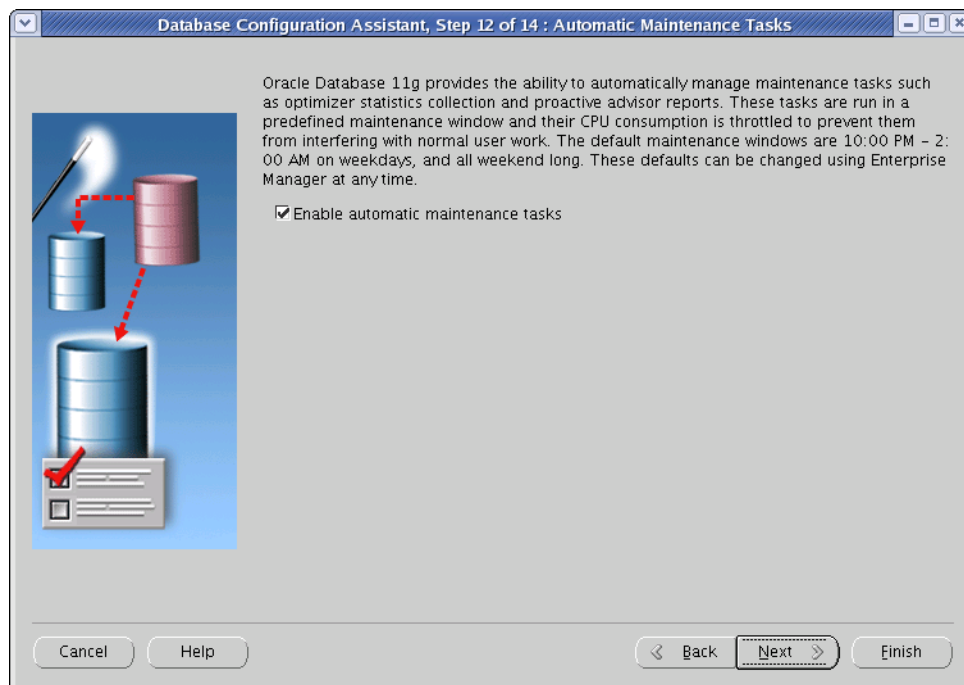 Database Configuration Assistant, Step 12 of 14 : Automatic Maintenance Tasks
Oracle Database 11g provides the ability to automatically manage maintenance tasks such
as optimizer statistics collection and proactive advisor reports. These tasks are run in a
predefined maintenance window and their CPU consumption is throttled to prevent them
from interfering with normal user work. The default maintenance windows are 10:00 PM – 2:
00 AM on weekdays, and all weekend long. These defaults can be changed using Enterprise
Manager at any time.
Enable automatic maintenance tasks
Cancel
Help
Back
Next
Finish